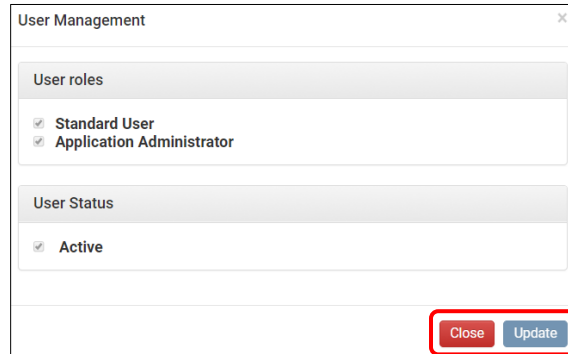 User Management ×
User roles
Standard User
Application Administrator
User Status
Active
Close Update